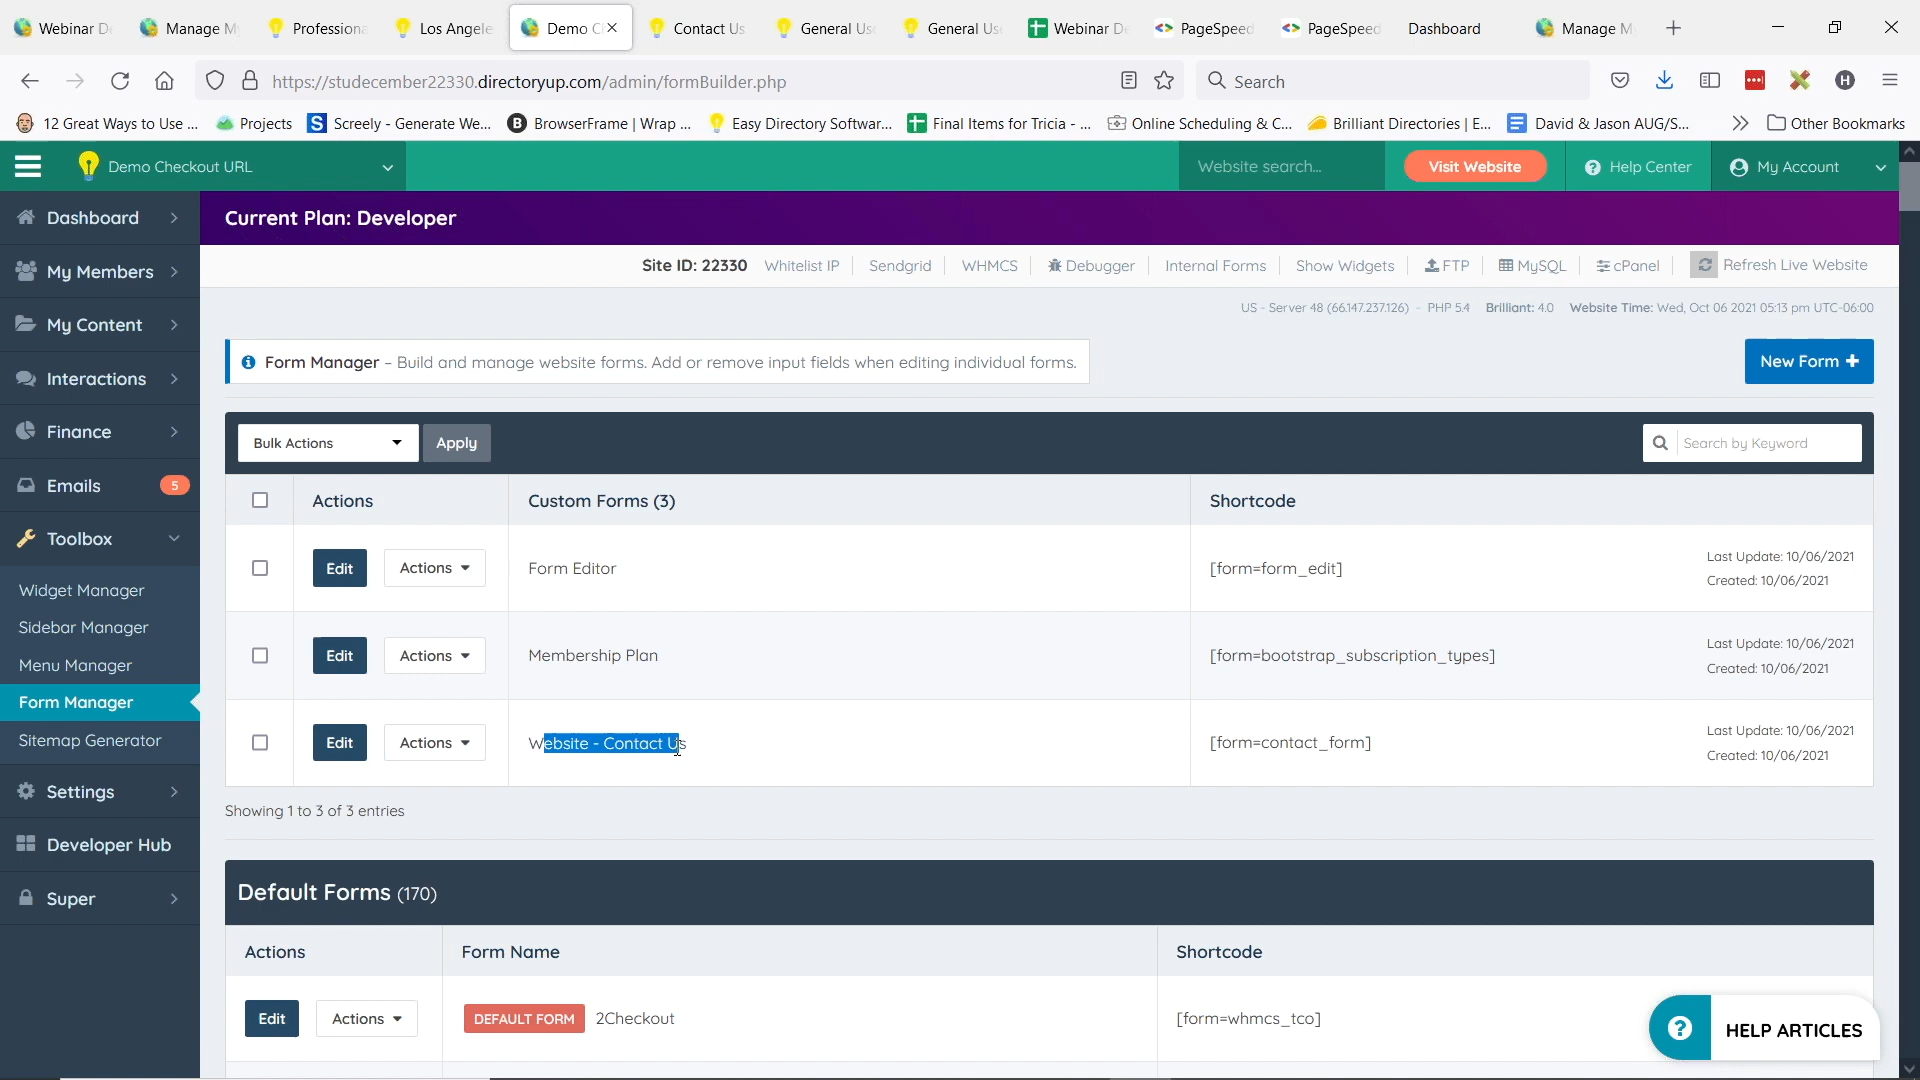 Webinar De
Manage M
Professiona
Los Angele
Demo C
Contact Us
General Us
General Us
Webinar De
PageSpeed
PageSpeed
Dashboard
Manage M
https://studecember22330.directoryup.com/admin/formBuilder.php
Search
12 Great Ways to Use ...
Projects
Screely - Generate We...
BrowserFrame | Wrap ...
Easy Directory Softwar...
Final Items for Tricia - ...
Online Scheduling & C...
Brilliant Directories | E...
David & Jason AUG/S...
Other Bookmarks
Demo Checkout URL
Website search...
Visit Website
Help Center
My Account
Dashboard
My Members
My Content
Interactions
Finance
Emails 5
Toolbox
Widget Manager
Sidebar Manager
Menu Manager
Form Manager
Sitemap Generator
Settings
Developer Hub
Super
Current Plan: Developer
Site ID: 22330
Whitelist IP
Sendgrid
WHMCS
Debugger
Internal Forms
Show Widgets
FTP
MySQL
cPanel
Refresh Live Website
US - Server 48 (66.147.237.126) - PHP 5.4 Brilliant: 4.0 Website Time: Wed, Oct 06 2021 05:13 pm UTC-06:00
Form Manager – Build and manage website forms. Add or remove input fields when editing individual forms.
New Form +
Bulk Actions
Apply
Search by Keyword
Actions
Custom Forms (3)
Shortcode
Edit
Actions
Form Editor
[form=form_edit]
Last Update: 10/06/2021
Created: 10/06/2021
Edit
Actions
Membership Plan
[form=bootstrap_subscription_types]
Last Update: 10/06/2021
Created: 10/06/2021
Edit
Actions
Website - Contact Us
[form=contact_form]
Last Update: 10/06/2021
Created: 10/06/2021
Showing 1 to 3 of 3 entries
Default Forms (170)
Actions
Form Name
Shortcode
Edit
Actions
DEFAULT FORM 2Checkout
[form=whmcs_tco]
HELP ARTICLES